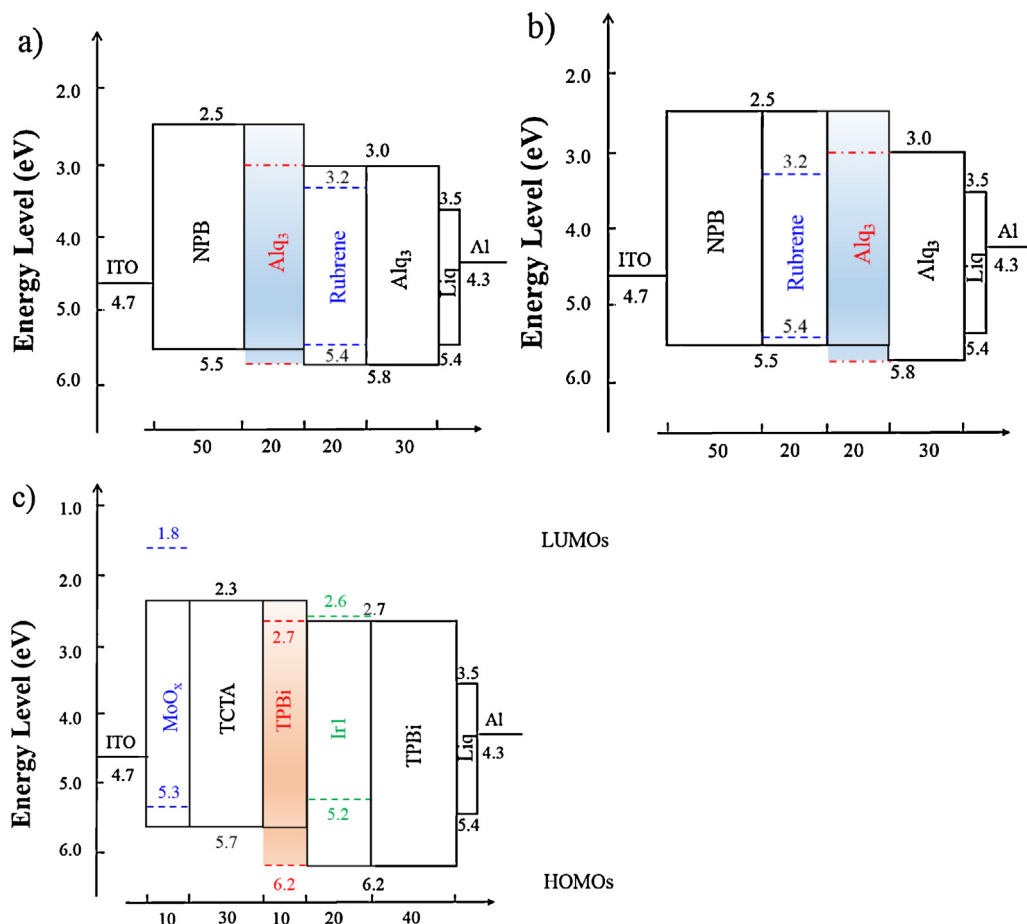 a)
Energy Level (eV)
2.0
3.0
4.0
5.0
6.0
ITO
4.7
2.5
NPB
5.5
Alq3
3.0
3.2
Rubrene
5.4
Alq3
5.8
3.5
Liq
5.4
Al
4.3
50 20 20 30
b)
Energy Level (eV)
2.0
3.0
4.0
5.0
6.0
ITO
4.7
2.5
NPB
5.5
3.2
Rubrene
5.4
Alq3
3.0
Alq3
5.8
3.5
Liq
5.4
Al
4.3
50 20 20 30
c)
Energy Level (eV)
1.0
2.0
3.0
4.0
5.0
6.0
ITO
4.7
1.8
MoOx
5.3
2.3
TCTA
5.7
2.7
TPBi
6.2
2.6
Ir1
5.2
2.7
TPBi
6.2
3.5
Liq
5.4
Al
4.3
10 30 10 20 40
LUMOs
HOMOs